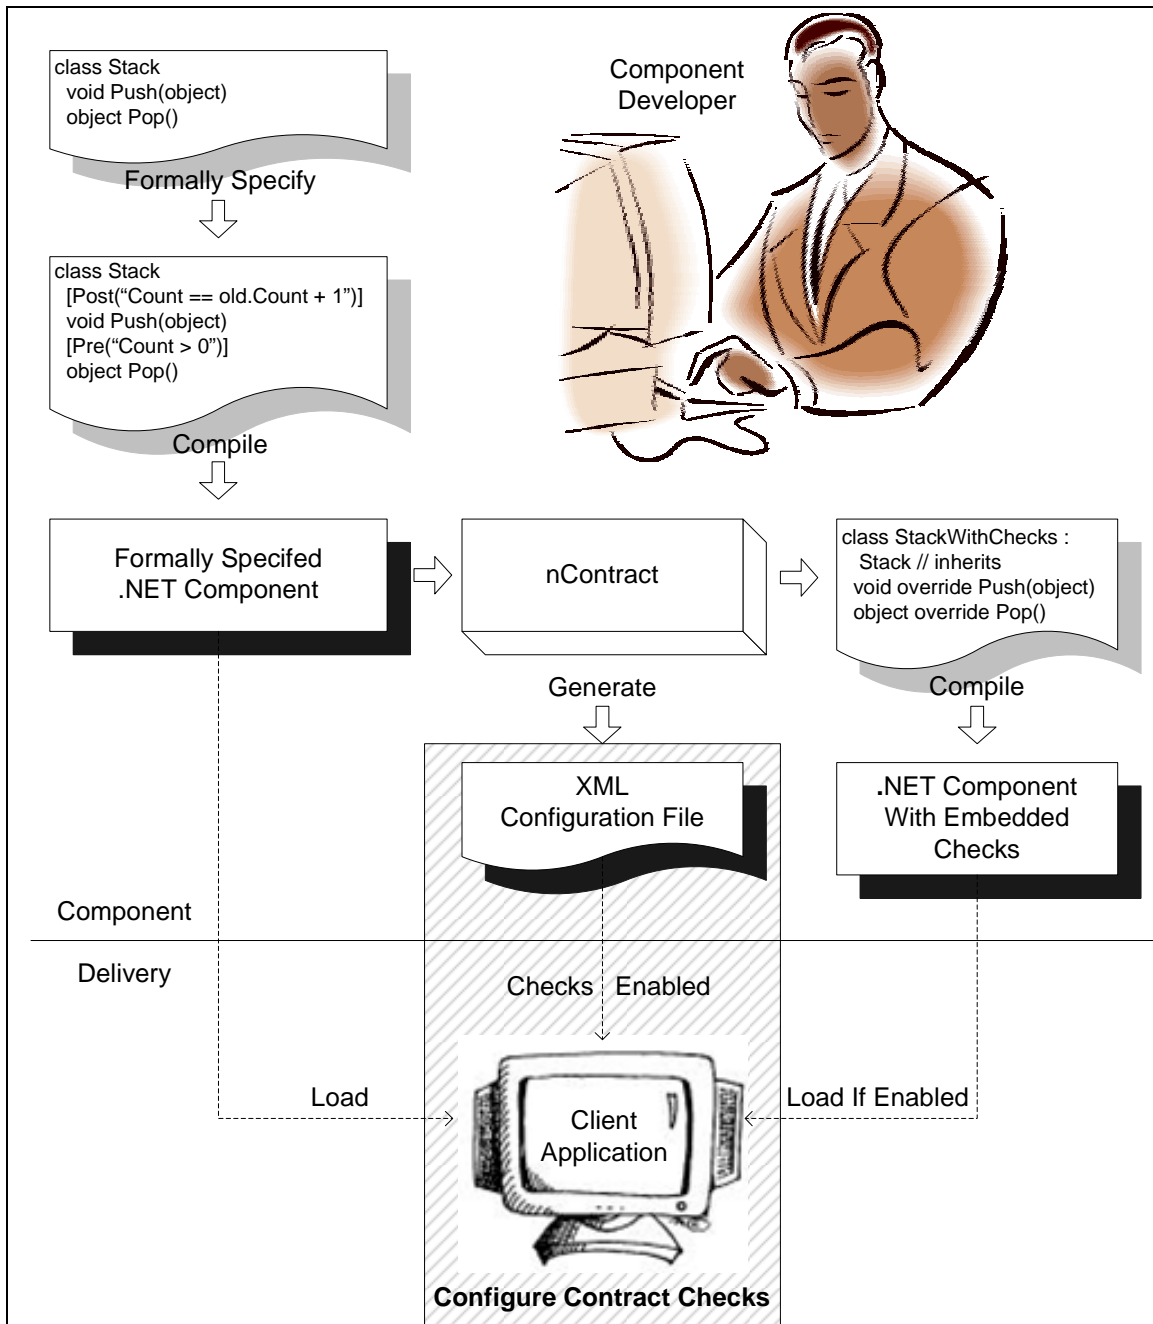 class Stack
void Push(object)
object Pop()
Component
Developer
Formally Specify
class Stack
[Post(“Count == old.Count + 1”)]
void Push(object)
[Pre(“Count > 0”)]
object Pop()
Compile
Formally Specifed
.NET Component
nContract
class StackWithChecks :
Stack // inherits
void override Push(object)
object override Pop()
Generate
Compile
XML
Configuration File
.NET Component
With Embedded
Checks
Component
Delivery
Checks Enabled
Load
Client
Application
Load If Enabled
Configure Contract Checks